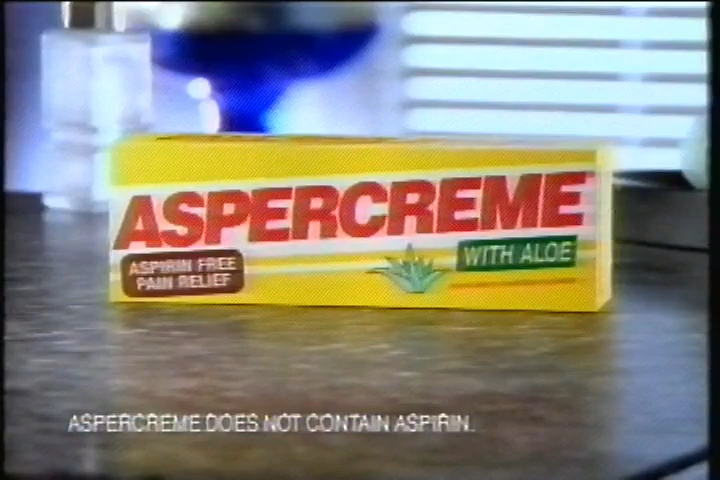 ASPERCREME
ASPIRIN FREE
PAIN RELIEF
WITH ALOE
ASPERCREME DOES NOT CONTAIN ASPIRIN.